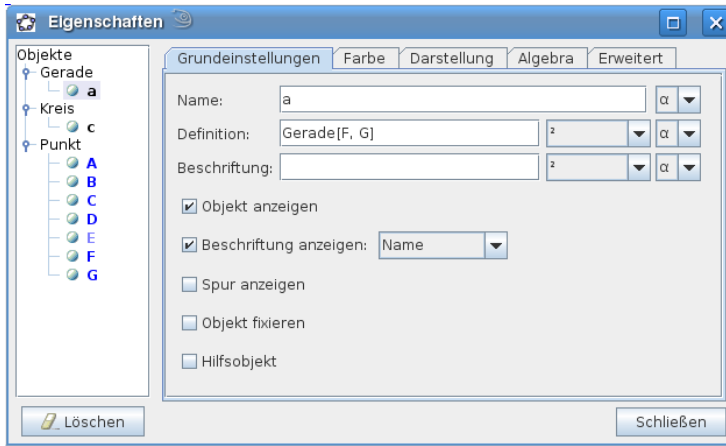 Eigenschaften
Objekte
Gerade
a
Kreis
c
Punkt
A
B
C
D
E
F
G
Grundeinstellungen
Farbe
Darstellung
Algebra
Erweitert
Name:
a
α
Definition:
Gerade[F, G]
²
α
Beschriftung:
²
α
Objekt anzeigen
Beschriftung anzeigen:
Name
Spur anzeigen
Objekt fixieren
Hilfsobjekt
Löschen
Schließen